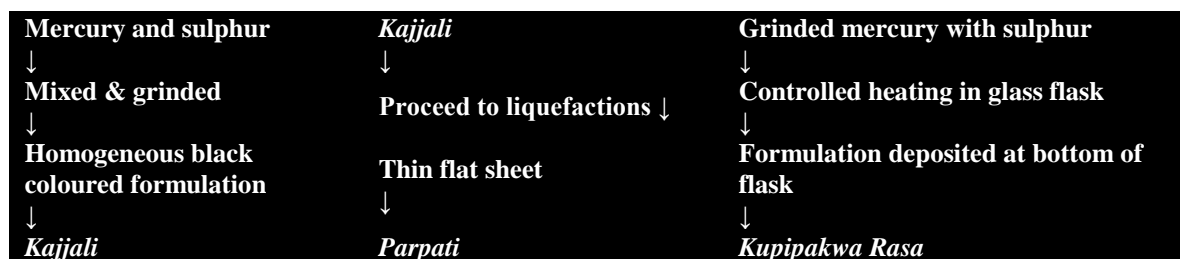 Mercury and sulphur
↓
Mixed & grinded
↓
Homogeneous black
coloured formulation
↓
Kajjali
Kajjali
↓
Proceed to liquefactions ↓
Thin flat sheet
↓
Parpati
Grinded mercury with sulphur
↓
Controlled heating in glass flask
↓
Formulation deposited at bottom of
flask
↓
Kupipakwa Rasa